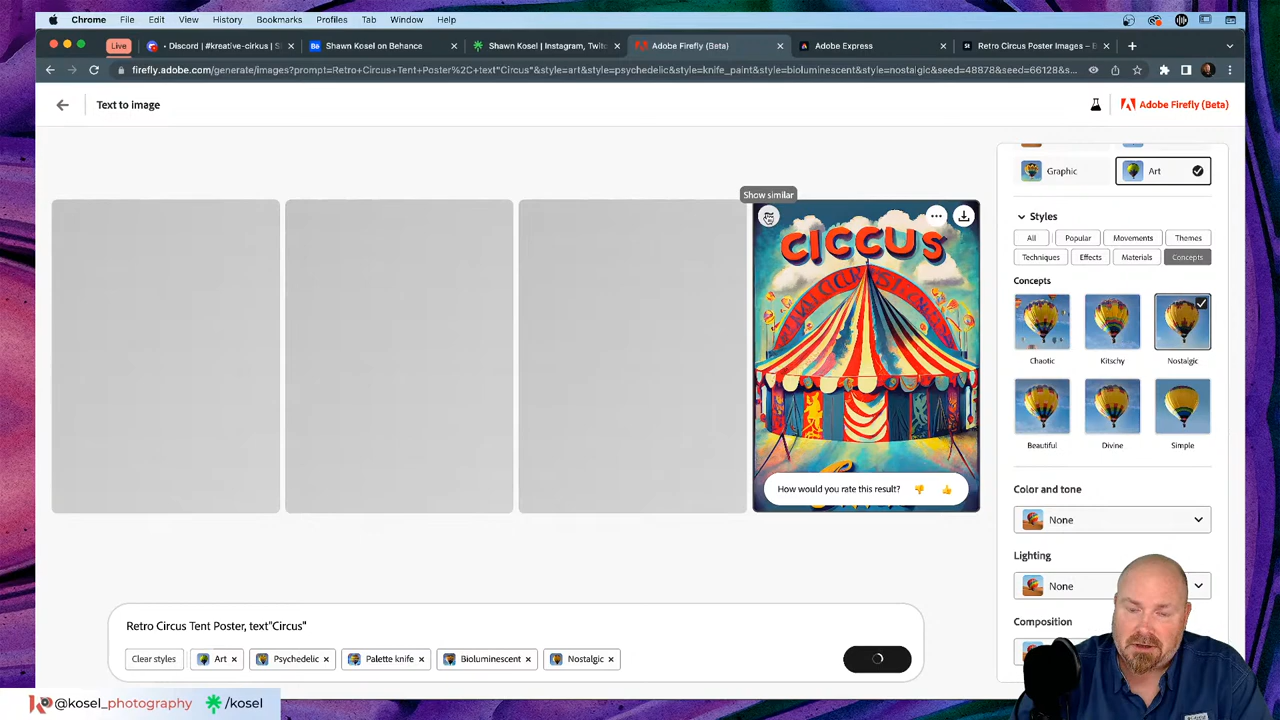 Chrome File Edit View History Bookmarks Profiles Tab Window Help
Live Discord | #kreative-cirkus | S Shawn Kosel on Behance Shawn Kosel | Instagram, Twitc Adobe Firefly (Beta) Adobe Express Retro Circus Poster Images – B
firefly.adobe.com/generate/images?prompt=Retro+Circus+Tent+Poster%2C+text"Circus"&style=art&style=psychedelic&style=knife_paint&style=bioluminescent&style=nostalgic&seed=48878&seed=66128&s...
Text to image
Adobe Firefly (Beta)
Graphic
Art
Show similar
Styles
All Popular Movements Themes
Techniques Effects Materials Concepts
CICCUS
Concepts
Chaotic Kitschy Nostalgic
Beautiful Divine Simple
How would you rate this result?
Color and tone
None
Lighting
None
Composition
Retro Circus Tent Poster, text"Circus"
Clear styles Art × Psychedelic × Palette knife × Bioluminescent × Nostalgic ×
@kosel_photography /kosel